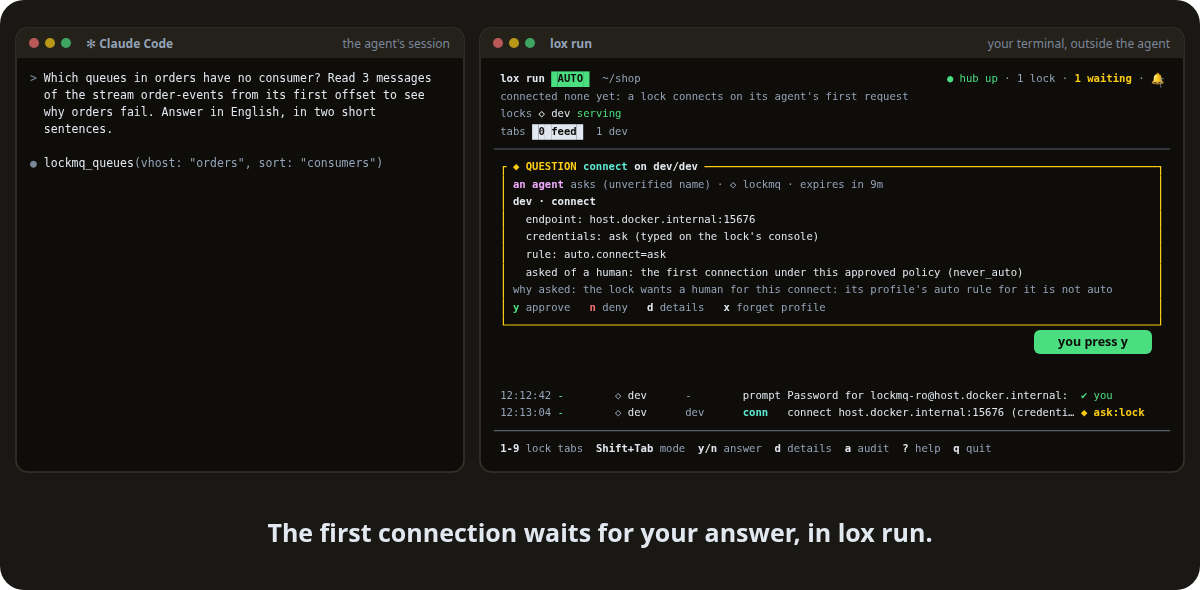 ✻ Claude Code
the agent's session
> Which queues in orders have no consumer? Read 3 messages
of the stream order-events from its first offset to see
why orders fail. Answer in English, in two short
sentences.
● lockmq_queues(vhost: "orders", sort: "consumers")
lox run
your terminal, outside the agent
lox run AUTO ~/shop ● hub up · 1 lock · 1 waiting · 🔔
connected none yet: a lock connects on its agent's first request
locks ◇ dev serving
tabs 0 feed 1 dev
◆ QUESTION connect on dev/dev
an agent asks (unverified name) · ◇ lockmq · expires in 9m
dev · connect
endpoint: host.docker.internal:15676
credentials: ask (typed on the lock's console)
rule: auto.connect=ask
asked of a human: the first connection under this approved policy (never_auto)
why asked: the lock wants a human for this connect: its profile's auto rule for it is not auto
y approve n deny d details x forget profile
you press y
12:12:42 - ◇ dev - prompt Password for lockmq-ro@host.docker.internal: ✔ you
12:13:04 - ◇ dev dev conn connect host.docker.internal:15676 (credenti… ◆ ask:lock
1-9 lock tabs Shift+Tab mode y/n answer d details a audit ? help q quit
The first connection waits for your answer, in lox run.